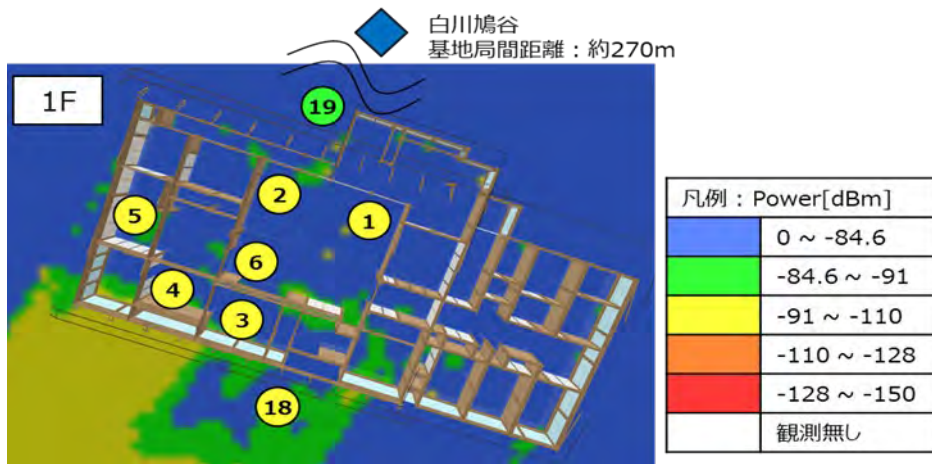 白川鳩谷
基地局間距離：約270m
1F
19
2
1
5
6
4
3
18
凡例：Power[dBm]
0 ~ -84.6
-84.6 ~ -91
-91 ~ -110
-110 ~ -128
-128 ~ -150
観測無し